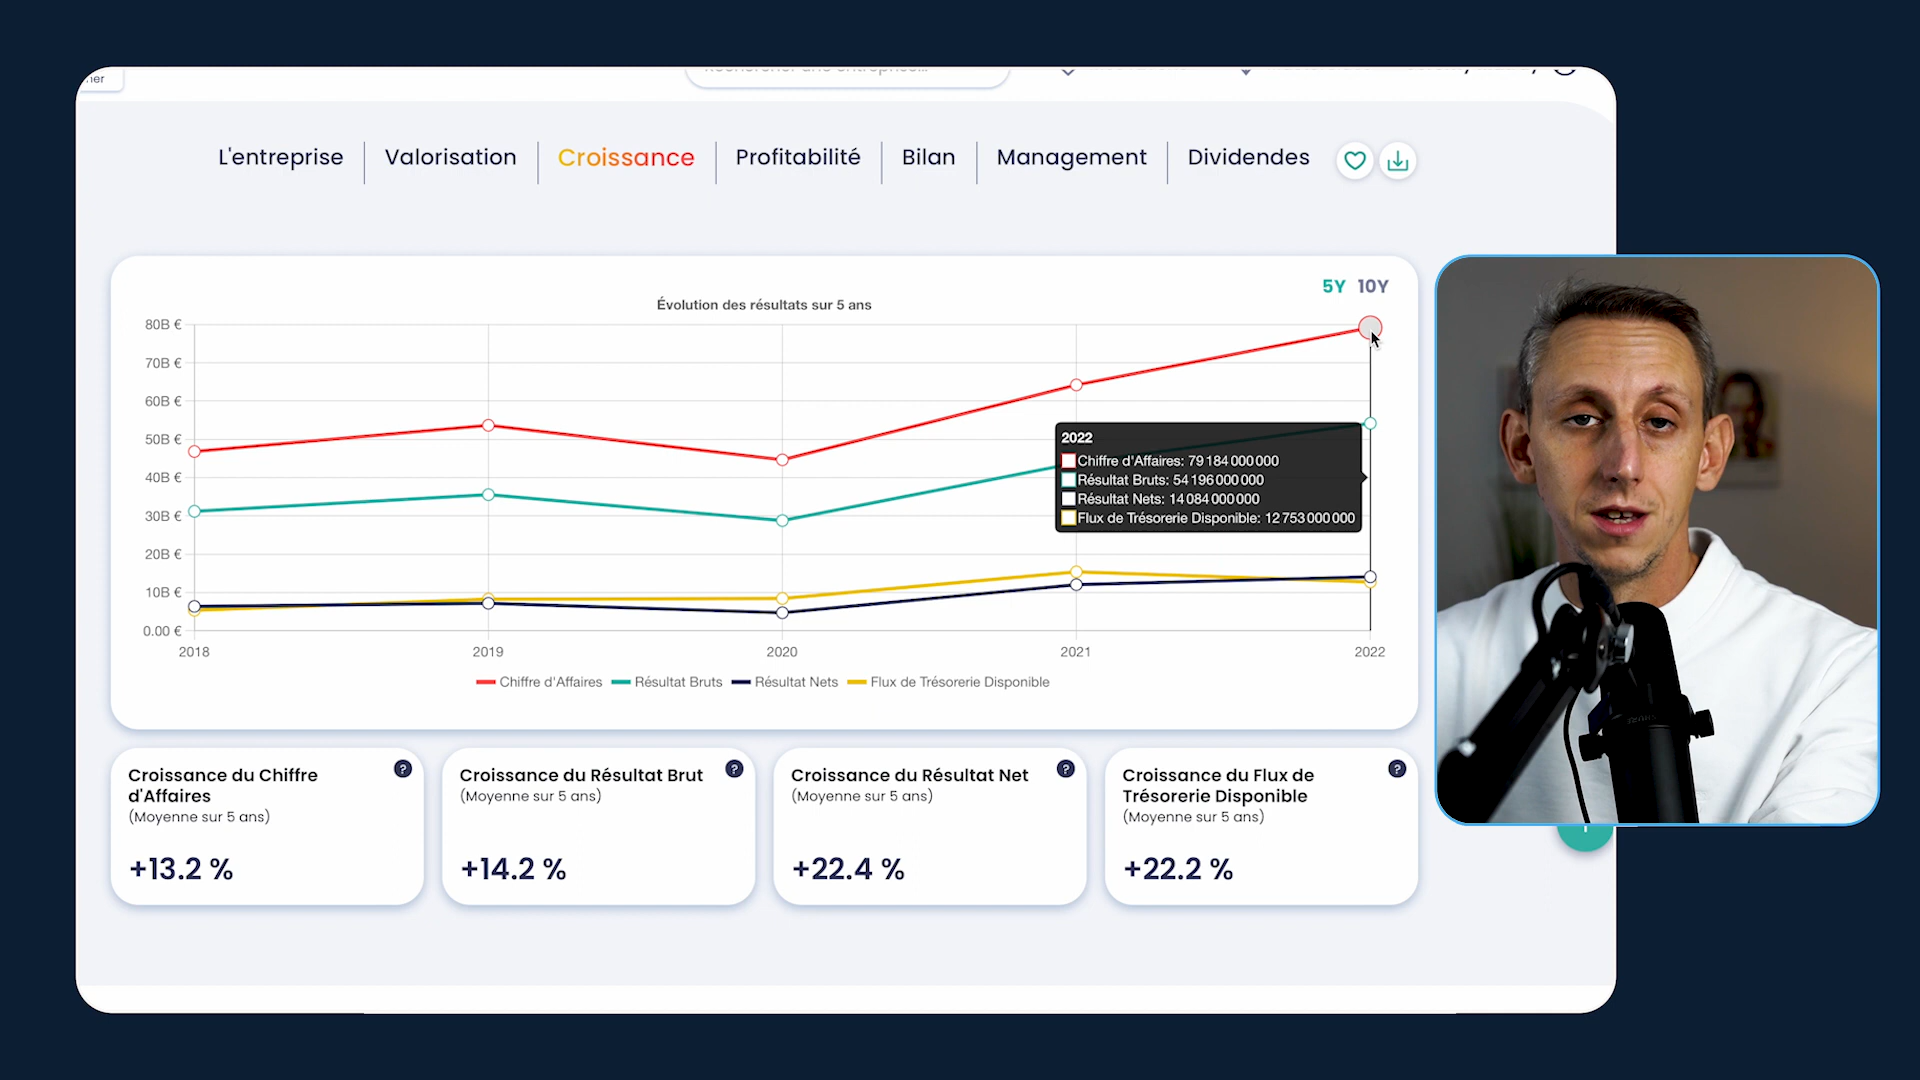 L'entreprise
Valorisation
Croissance
Profitabilité
Bilan
Management
Dividendes
5Y 10Y
Évolution des résultats sur 5 ans
80B €
70B €
60B €
50B €
40B €
30B €
20B €
10B €
0.00 €
2022
Chiffre d'Affaires: 79 184 000 000
Résultat Bruts: 54 196 000 000
Résultat Nets: 14 084 000 000
Flux de Trésorerie Disponible: 12 753 000 000
2018
2019
2020
2021
2022
Chiffre d'Affaires
Résultat Bruts
Résultat Nets
Flux de Trésorerie Disponible
Croissance du Chiffre
d'Affaires
(Moyenne sur 5 ans)
?
+13.2 %
Croissance du Résultat Brut
(Moyenne sur 5 ans)
?
+14.2 %
Croissance du Résultat Net
(Moyenne sur 5 ans)
?
+22.4 %
Croissance du Flux de
Trésorerie Disponible
(Moyenne sur 5 ans)
?
+22.2 %